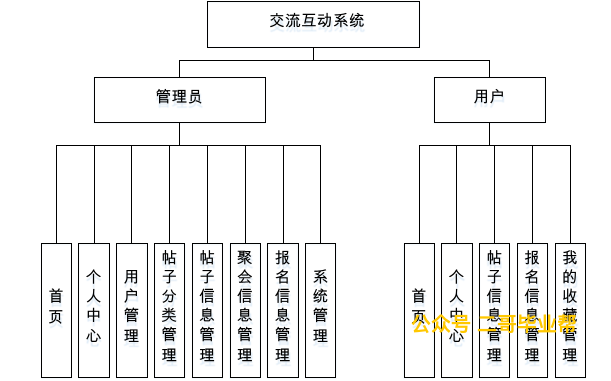 交流互动系统
管理员
用户
首页
个人中心
用户管理
帖子分类管理
帖子信息管理
聚会信息管理
报名信息管理
系统管理
首页
个人中心
帖子信息管理
报名信息管理
我的收藏管理
公众号 二哥毕业帮